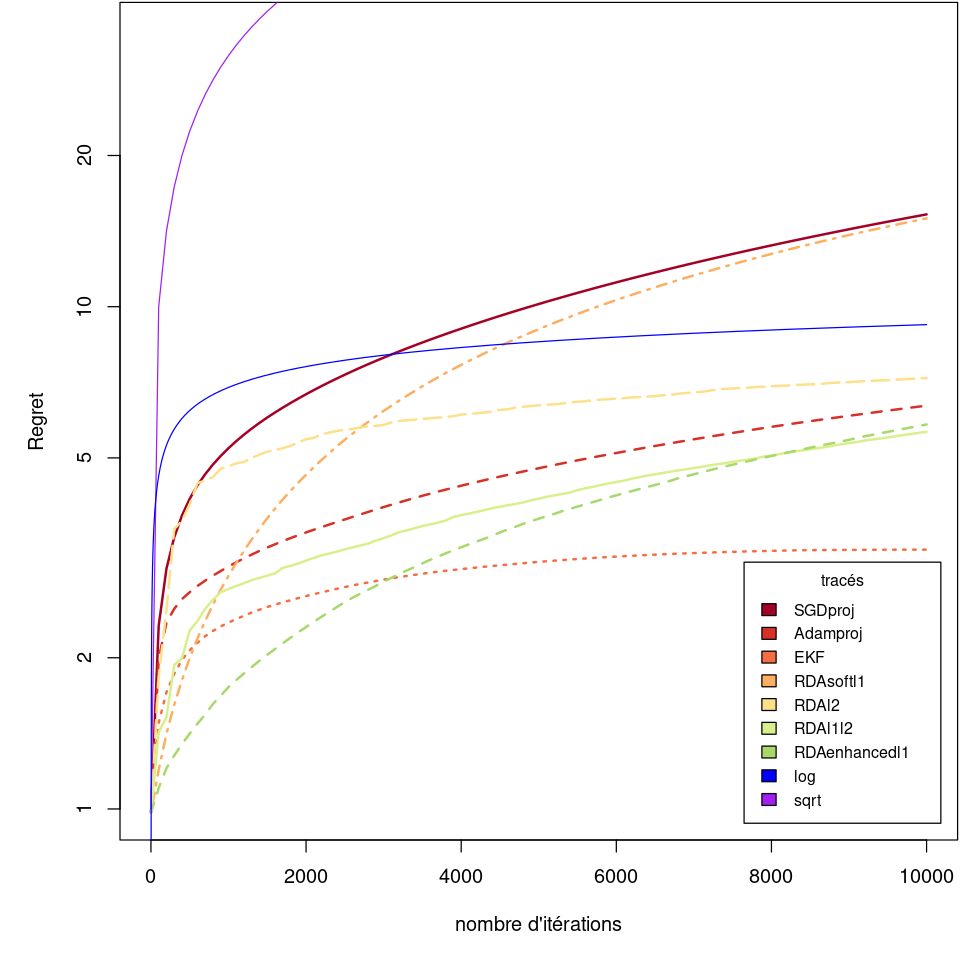 20
10
5
2
1
Regret
0 2000 4000 6000 8000 10000
nombre d'itérations
tracés
SGDproj
Adamproj
EKF
RDAsoftl1
RDAl2
RDAl1l2
RDAenhancedl1
log
sqrt